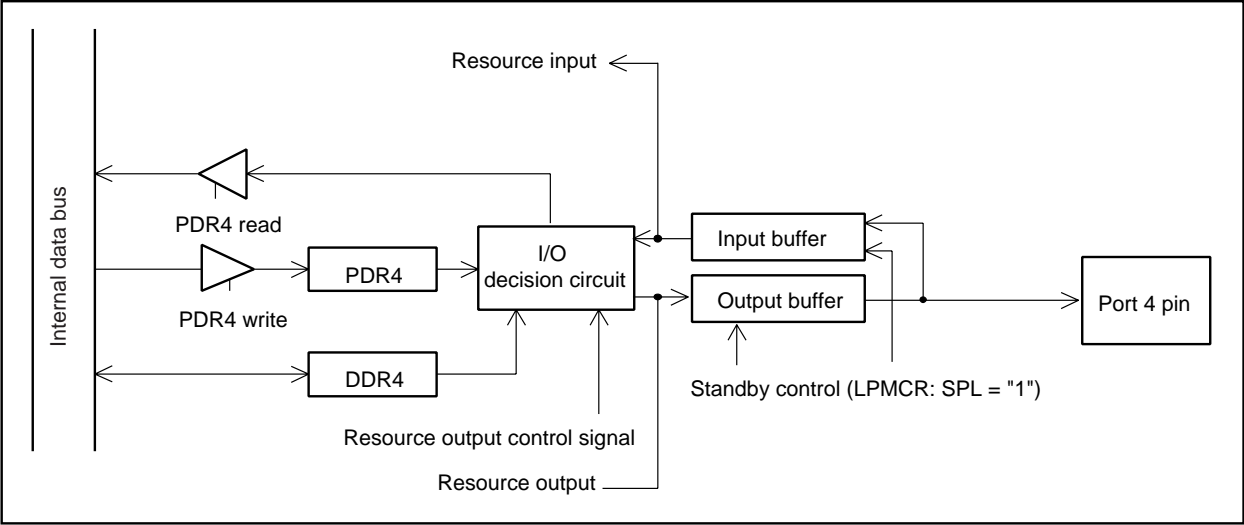 Resource input
Internal data bus
PDR4 read
I/O
decision circuit
Input buffer
PDR4
Output buffer
Port 4 pin
PDR4 write
DDR4
Standby control (LPMCR: SPL = "1")
Resource output control signal
Resource output